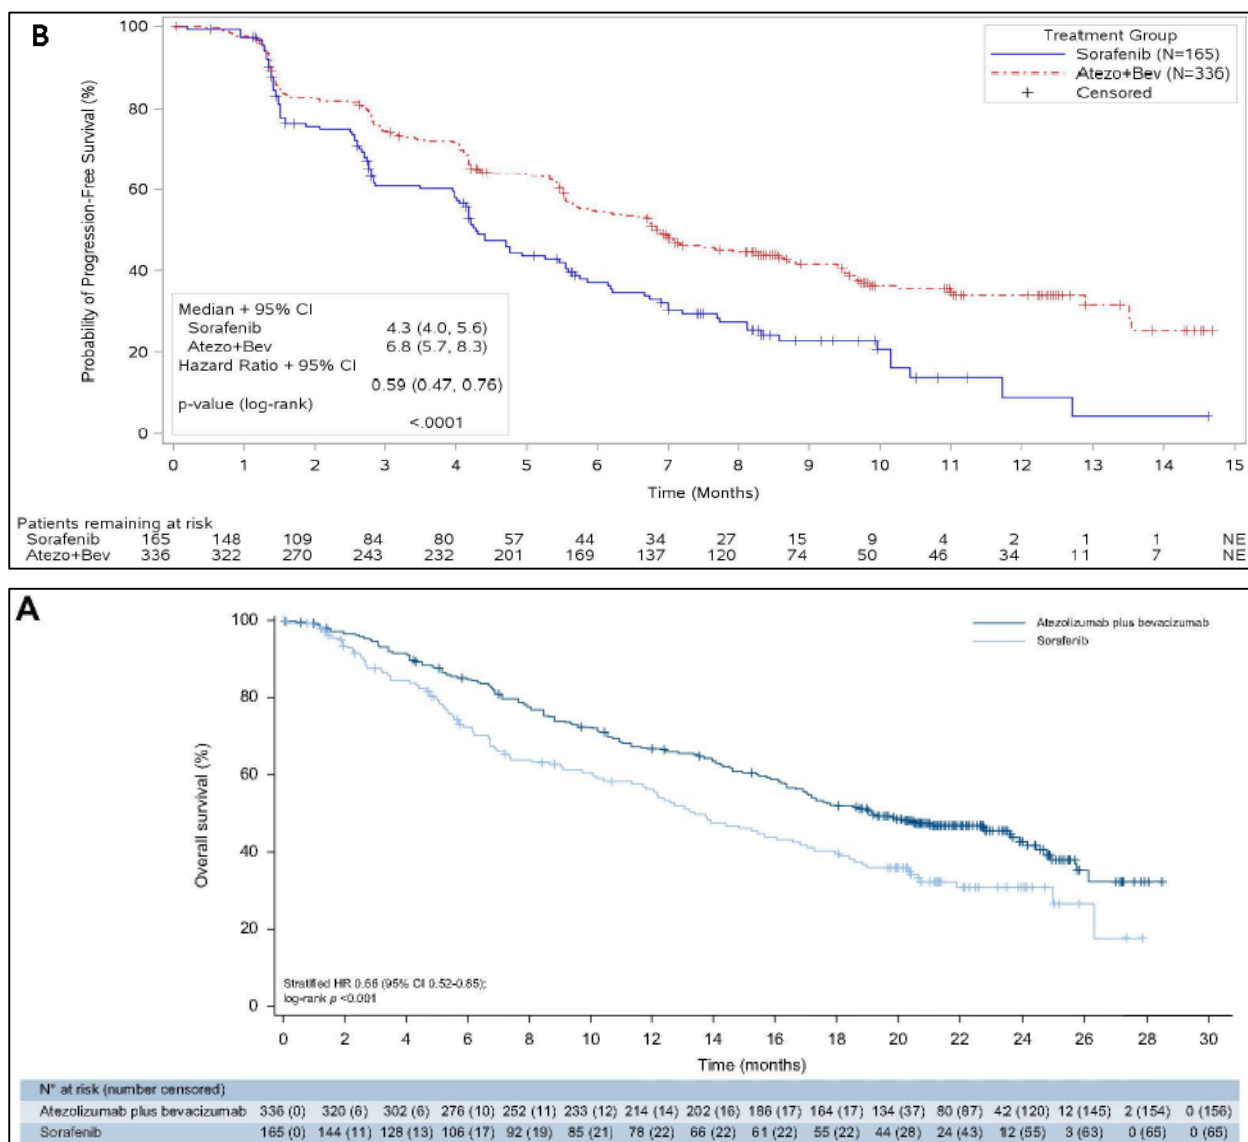 B
Treatment Group
Sorafenib (N=165)
Atezo+Bev (N=336)
Censored
Probability of Progression-Free Survival (%)
100
80
60
40
20
0
Median + 95% CI
Sorafenib 4.3 (4.0, 5.6)
Atezo+Bev 6.8 (5.7, 8.3)
Hazard Ratio + 95% CI
0.59 (0.47, 0.76)
p-value (log-rank)
<.0001
0 1 2 3 4 5 6 7 8 9 10 11 12 13 14 15
Time (Months)
Patients remaining at risk
Sorafenib 165 148 109 84 80 57 44 34 27 15 9 4 2 1 1 NE
Atezo+Bev 336 322 270 243 232 201 169 137 120 74 50 46 34 11 7 NE
A
Atezolizumab plus bevacizumab
Sorafenib
Overall survival (%)
100
80
60
40
20
0
Stratified HR 0.66 (95% CI 0.52-0.85);
log-rank p <0.001
0 2 4 6 8 10 12 14 16 18 20 22 24 26 28 30
Time (months)
N° at risk (number censored)
Atezolizumab plus bevacizumab 336 (0) 320 (6) 302 (6) 276 (10) 252 (11) 233 (12) 214 (14) 202 (16) 186 (17) 164 (17) 134 (37) 80 (87) 42 (120) 12 (145) 2 (154) 0 (156)
Sorafenib 165 (0) 144 (11) 128 (13) 106 (17) 92 (19) 85 (21) 78 (22) 66 (22) 61 (22) 55 (22) 44 (28) 24 (43) 12 (55) 3 (63) 0 (65) 0 (65)